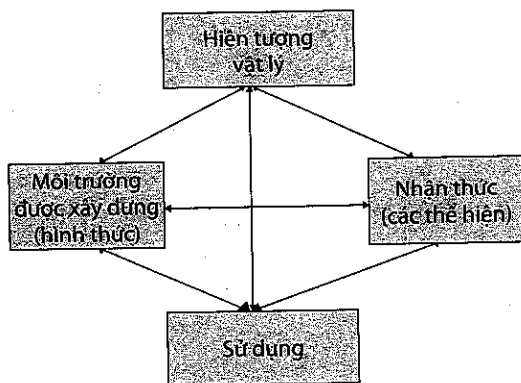 Hiện tượng
vật lý
Môi trường
được xây dựng
(hình thức)
Nhận thức
(các thể hiện)
Sử dụng